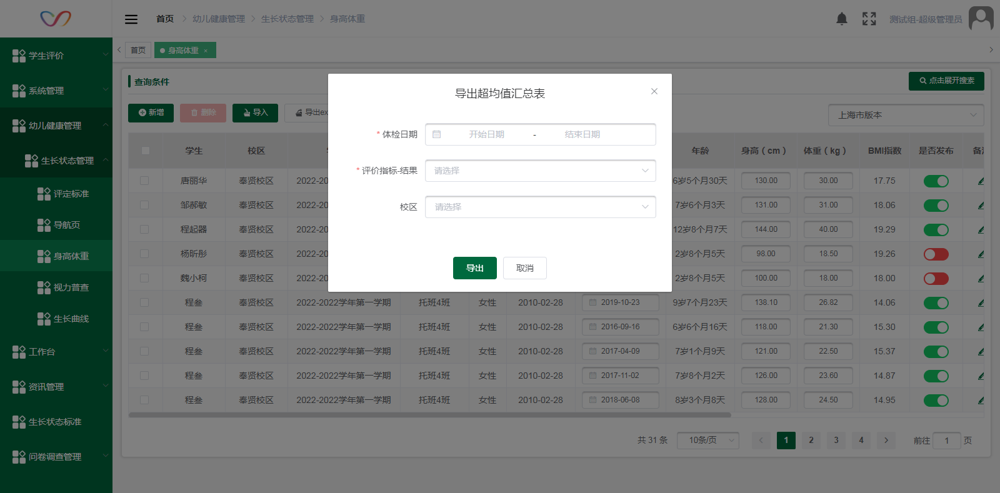 首页 幼儿健康管理 生长状态管理 身高体重
测试组-超级管理员
首页 身高体重 ×
学生评价
系统管理
幼儿健康管理
生长状态管理
评定标准
导航页
身高体重
视力普查
生长曲线
工作台
资讯管理
生长状态标准
问卷调查管理
查询条件 点击展开搜索
新增 删除 导入 导出ex
上海市版本
导出超均值汇总表
* 体检日期 开始日期 - 结束日期
* 评价指标-结果 请选择
校区 请选择
导出 取消
学生 校区 年龄 身高（cm） 体重（kg） BMI指数 是否发布
唐丽华 奉贤校区 2022-20 6岁5个月30天 130.00 30.00 17.75
邹郝敏 奉贤校区 2022-20 7岁6个月3天 131.00 31.00 18.06
程起器 奉贤校区 2022-20 12岁8个月7天 144.00 40.00 19.29
杨昕彤 奉贤校区 2022-20 2岁8个月5天 98.00 18.50 19.26
魏小柯 奉贤校区 2022-20 2岁8个月5天 100.00 18.00 18.00
程叁 奉贤校区 2022-2022学年第一学期 托班4班 女性 2010-02-28 2019-10-23 9岁7个月23天 138.10 26.82 14.06
程叁 奉贤校区 2022-2022学年第一学期 托班4班 女性 2010-02-28 2016-09-16 6岁6个月16天 118.00 21.30 15.30
程叁 奉贤校区 2022-2022学年第一学期 托班4班 女性 2010-02-28 2017-04-09 7岁1个月9天 121.00 22.50 15.37
程叁 奉贤校区 2022-2022学年第一学期 托班4班 女性 2010-02-28 2017-11-02 7岁8个月2天 126.00 23.60 14.87
程叁 奉贤校区 2022-2022学年第一学期 托班4班 女性 2010-02-28 2018-06-08 8岁3个月8天 128.00 24.50 14.95
共 31 条 10条/页 1 2 3 4 前往 1 页